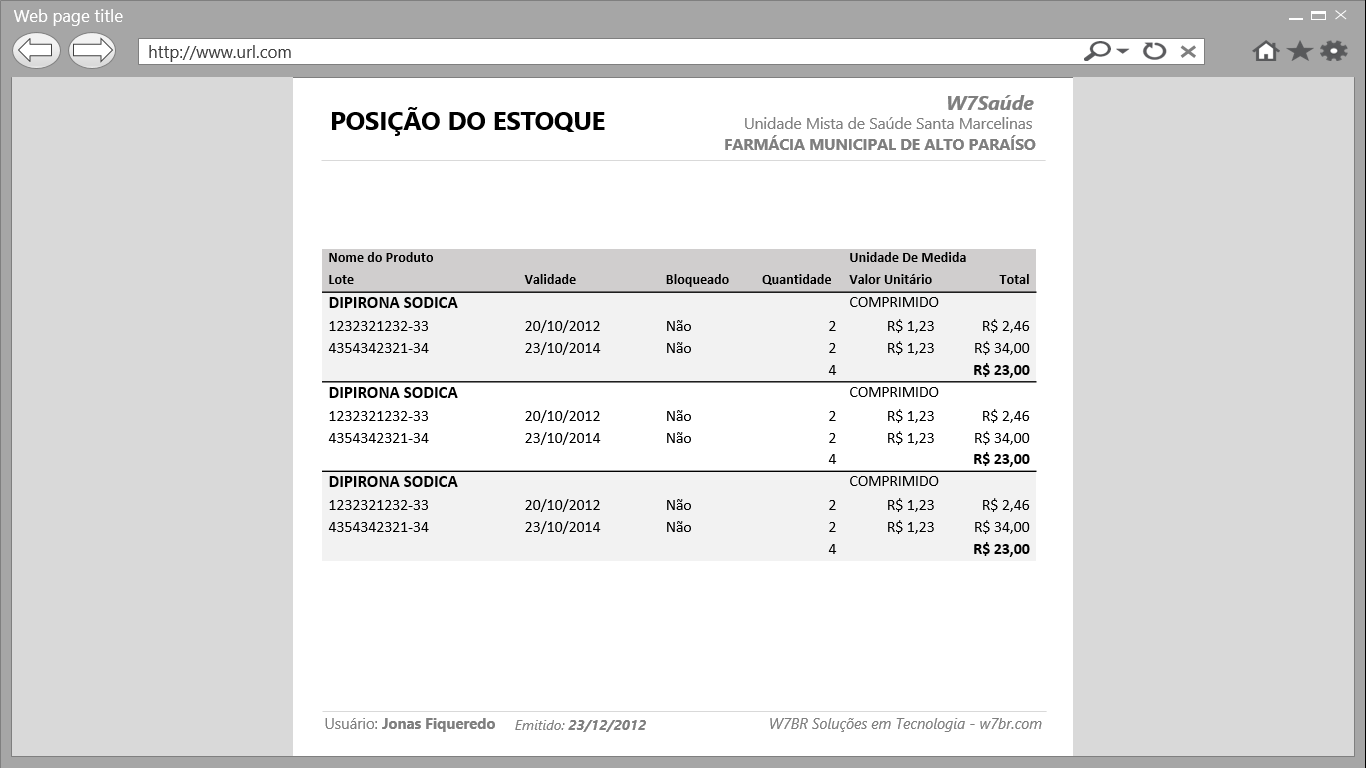 Web page title
http://www.url.com
POSIÇÃO DO ESTOQUE
W7Saúde
Unidade Mista de Saúde Santa Marcelinas
FARMÁCIA MUNICIPAL DE ALTO PARAÍSO
Nome do Produto Unidade De Medida
Lote Validade Bloqueado Quantidade Valor Unitário Total
DIPIRONA SODICA COMPRIMIDO
1232321232-33 20/10/2012 Não 2 R$ 1,23 R$ 2,46
4354342321-34 23/10/2014 Não 2 R$ 1,23 R$ 34,00
4 R$ 23,00
DIPIRONA SODICA COMPRIMIDO
1232321232-33 20/10/2012 Não 2 R$ 1,23 R$ 2,46
4354342321-34 23/10/2014 Não 2 R$ 1,23 R$ 34,00
4 R$ 23,00
DIPIRONA SODICA COMPRIMIDO
1232321232-33 20/10/2012 Não 2 R$ 1,23 R$ 2,46
4354342321-34 23/10/2014 Não 2 R$ 1,23 R$ 34,00
4 R$ 23,00
Usuário: Jonas Fiqueredo Emitido: 23/12/2012 W7BR Soluções em Tecnologia - w7br.com